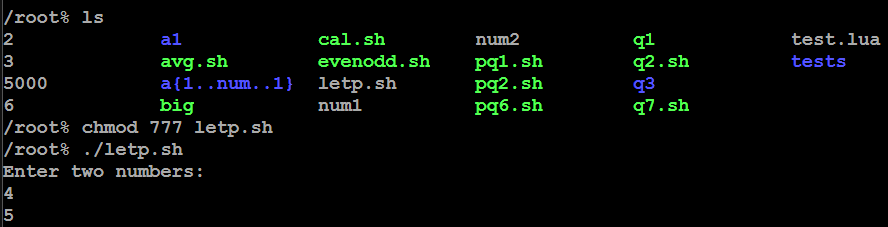 /root% ls
2 a1 cal.sh num2 q1 test.lua
3 avg.sh evenodd.sh pq1.sh q2.sh tests
5000 a{1..num..1} letp.sh pq2.sh q3
6 big num1 pq6.sh q7.sh
/root% chmod 777 letp.sh
/root% ./letp.sh
Enter two numbers:
4
5